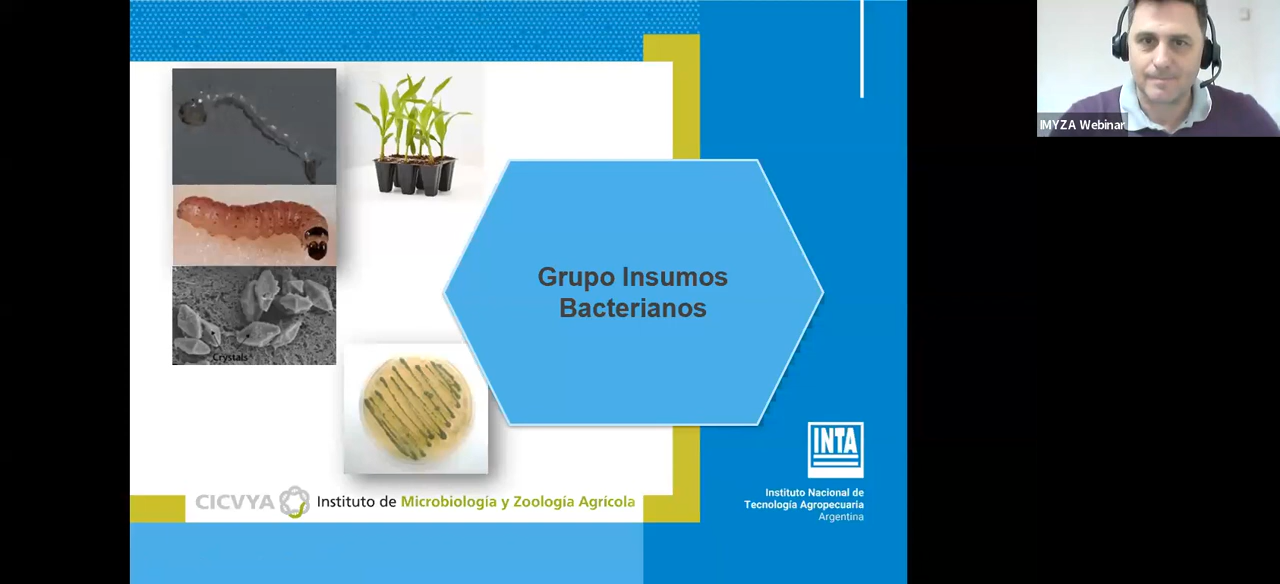 IMYZA Webinar
Crystals
Grupo Insumos
Bacterianos
INTA
CICVYA
Instituto de Microbiología y Zoología Agrícola
Instituto Nacional de
Tecnología Agropecuaria
Argentina